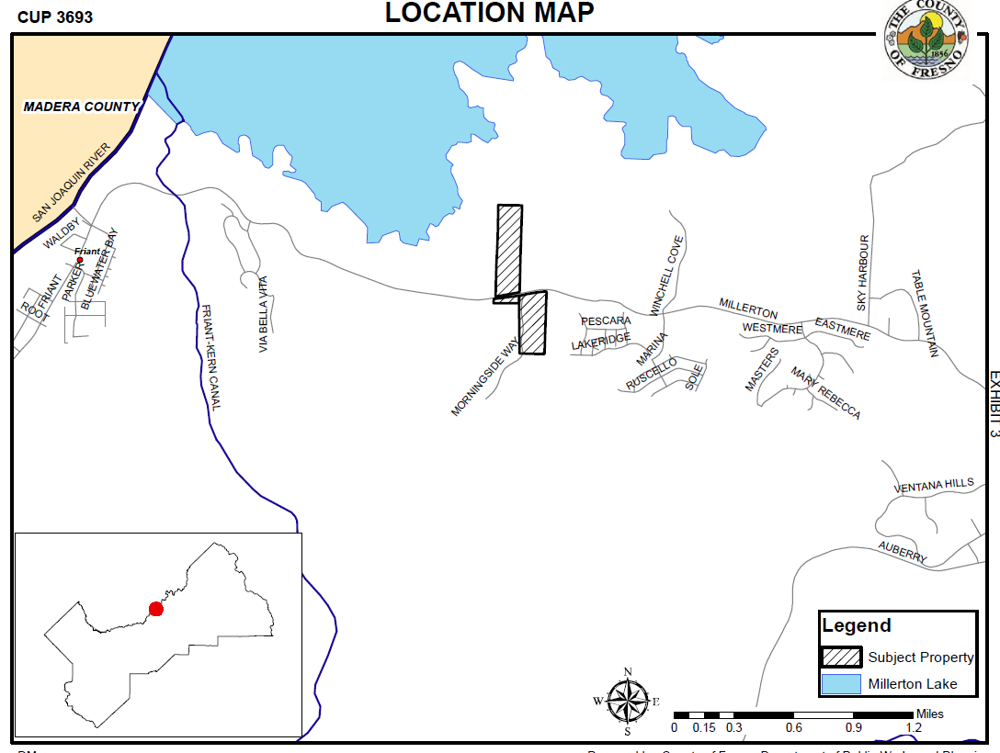 CUP 3693
LOCATION MAP
THE COUNTY
OF FRESNO
1856
MADERA COUNTY
SAN JOAQUIN RIVER
WALDBY
Friant
BLUEWATER BAY
PARKER
FRIANT
ROOT
FRIANT-KERN CANAL
VIA BELLA VITA
MORNINGSIDE WAY
PESCARA
LAKERIDGE
WINCHELL COVE
MARINA
RUSCELLO
SOLE
MILLERTON
WESTMERE
EASTMERE
MASTERS
MARY REBECCA
SKY HARBOUR
TABLE MOUNTAIN
EXHIBIT 3
VENTANA HILLS
AUBERRY
Legend
Subject Property
Millerton Lake
N
W
E
S
Miles
0 0.15 0.3 0.6 0.9 1.2